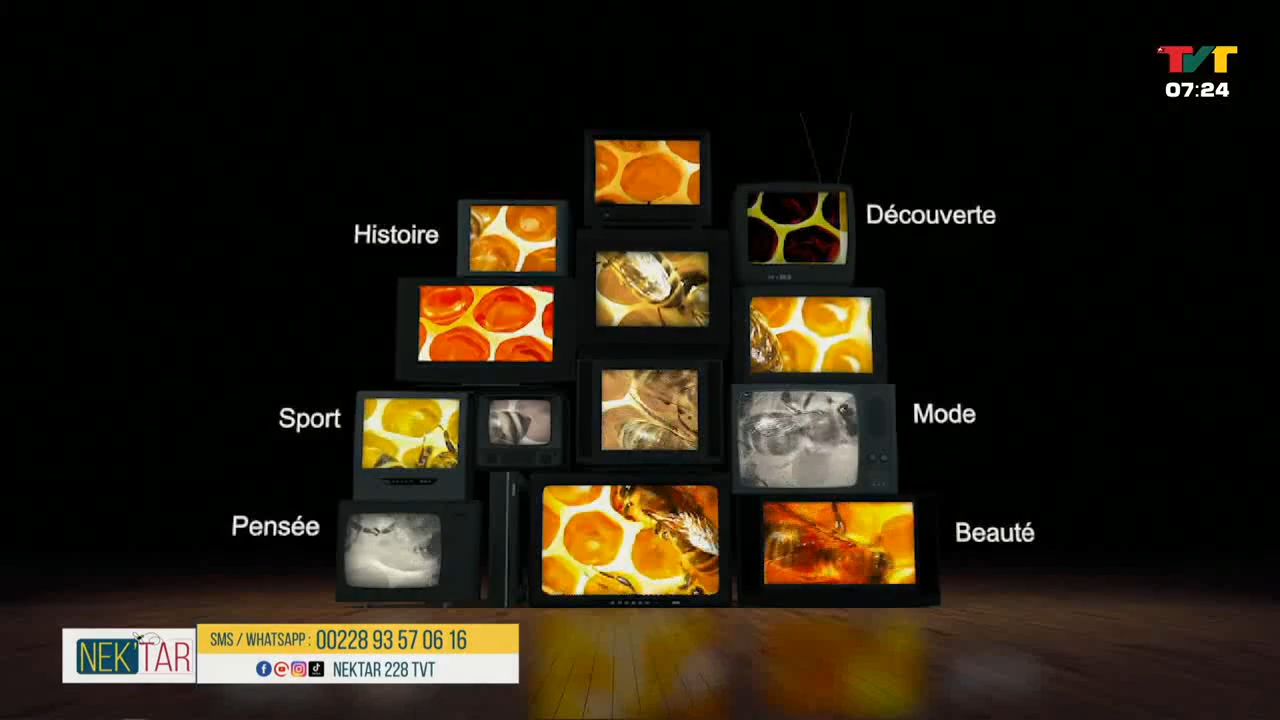 TVT
07:24
Histoire
Découverte
Sport
Mode
Pensée
Beauté
NEK'TAR
SMS / WHATSAPP : 00228 93 57 06 16
NEKTAR 228 TVT